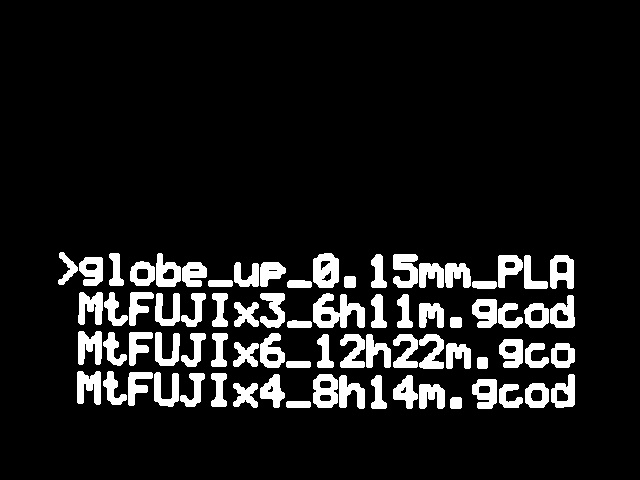 >globe_up_0.15mm_PLA
MtFUJIx3_6h11m.gcod
MtFUJIx6_12h22m.gco
MtFUJIx4_8h14m.gcod